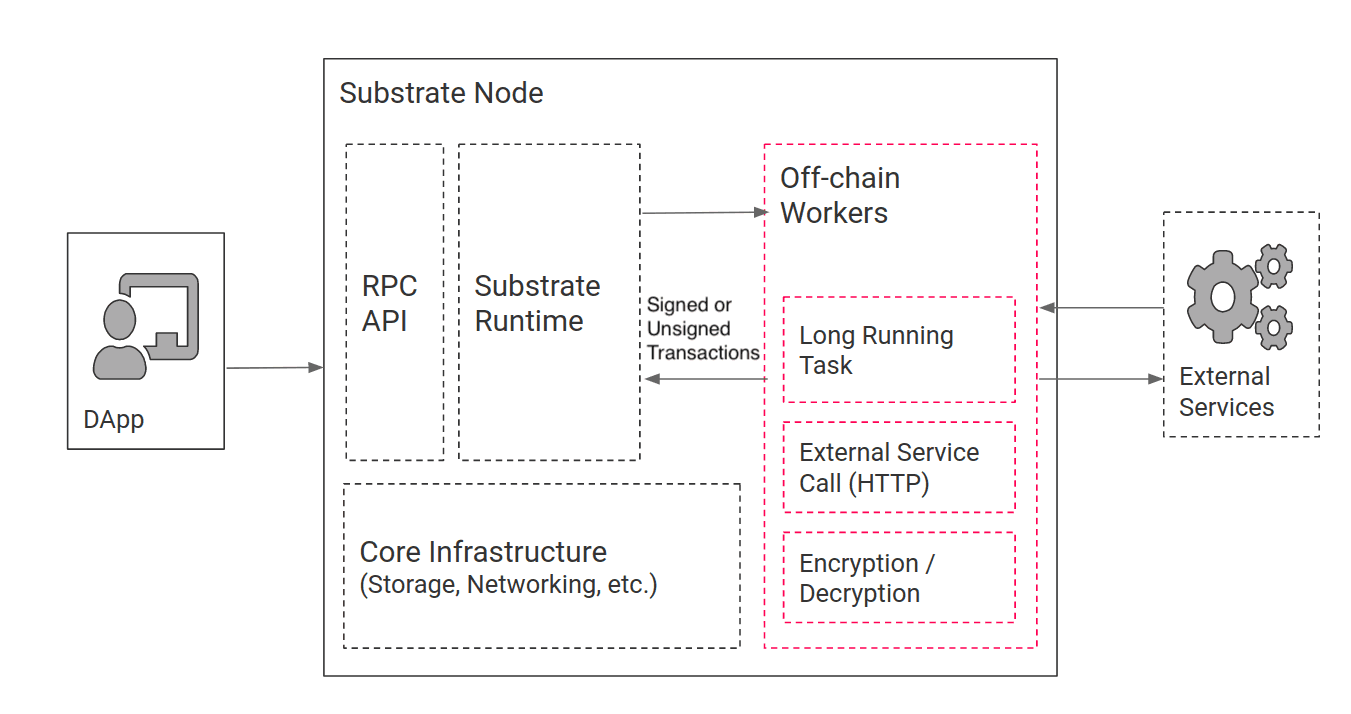 Substrate Node
DApp
RPC
API
Substrate
Runtime
Signed or
Unsigned
Transactions
Core Infrastructure
(Storage, Networking, etc.)
Off-chain
Workers
Long Running
Task
External Service
Call (HTTP)
Encryption /
Decryption
External
Services